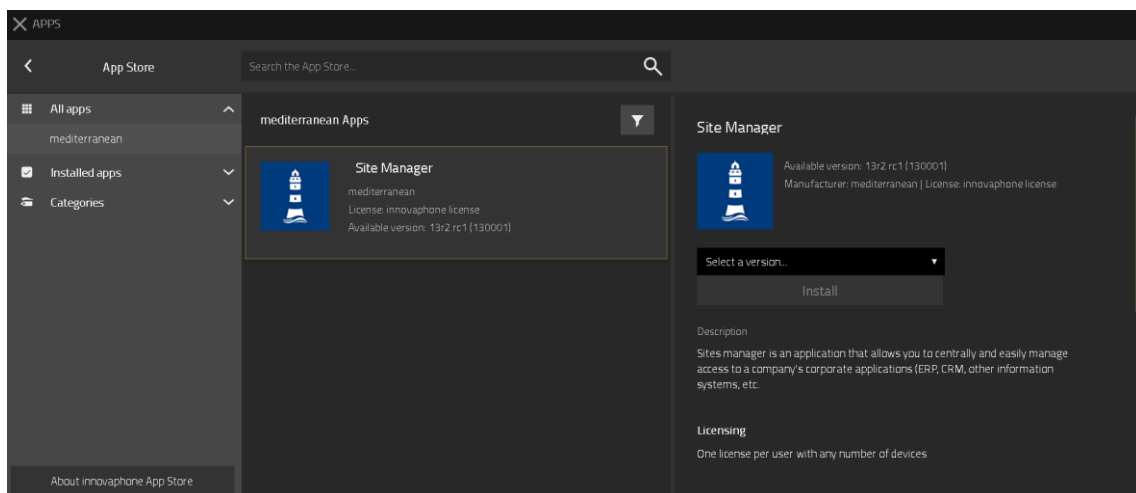 APPS
App Store
Search the App Store...
All apps
mediterranean
Installed apps
Categories
About innovaphone App Store
mediterranean Apps
Site Manager
mediterranean
License: innovaphone license
Available version: 13r2 rc1 (130001)
Site Manager
Available version: 13r2 rc1 (130001)
Manufacturer: mediterranean | License: innovaphone license
Select a version...
Install
Description
Sites manager is an application that allows you to centrally and easily manage
access to a company's corporate applications (ERP, CRM, other information
systems, etc.
Licensing
One license per user with any number of devices